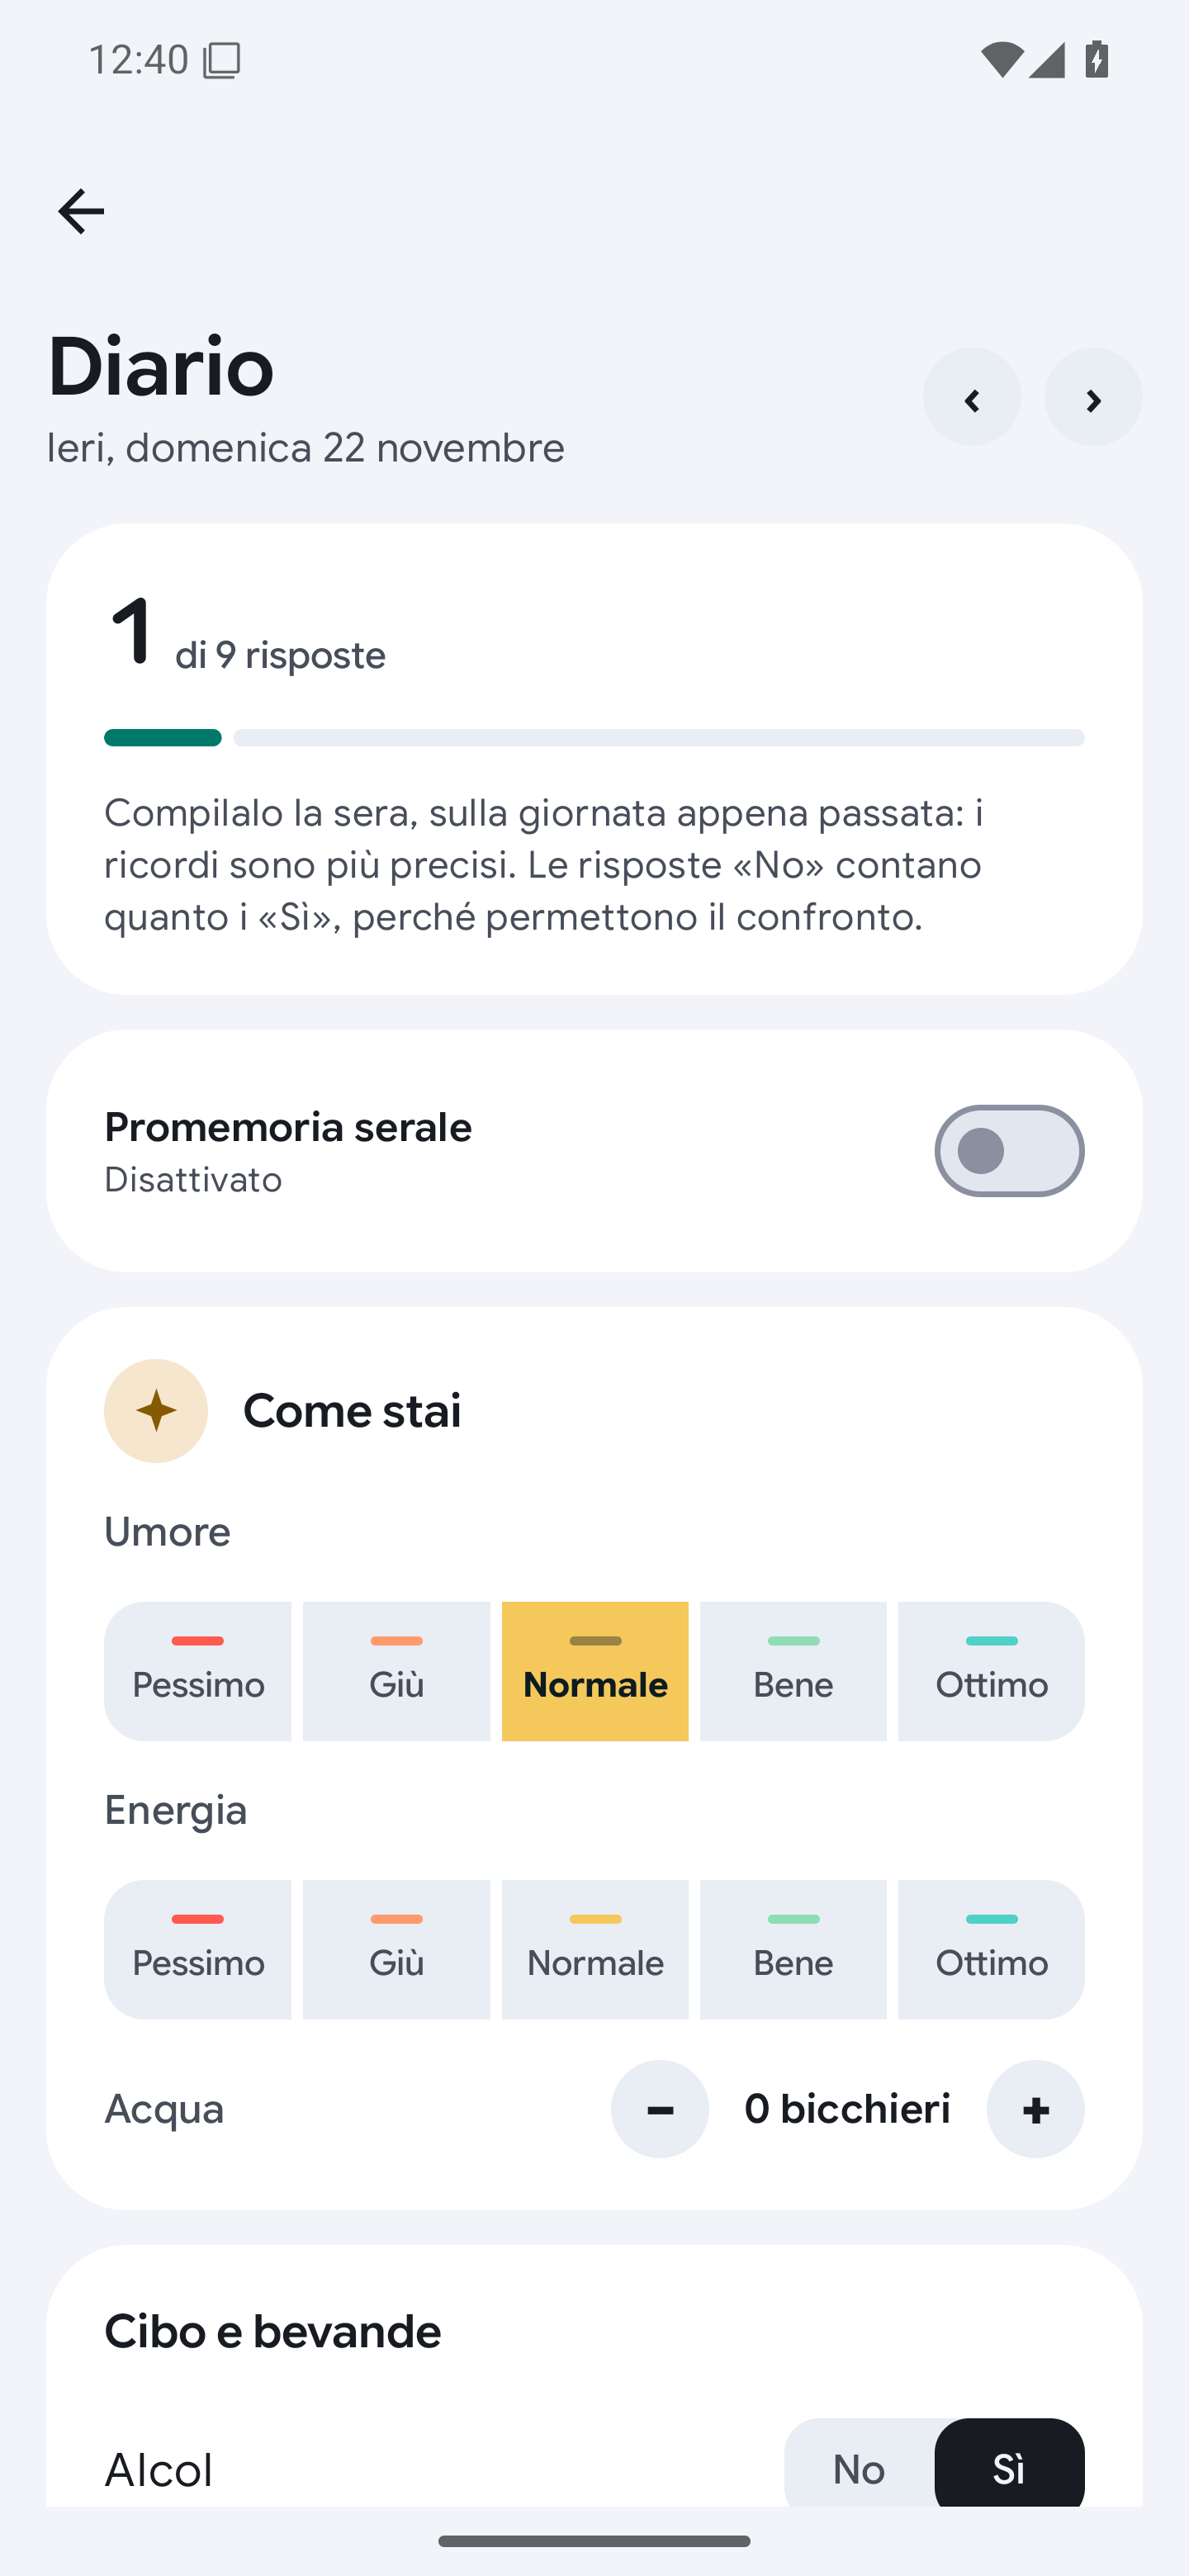 12:40
Diario
Ieri, domenica 22 novembre
1 di 9 risposte
Compilalo la sera, sulla giornata appena passata: i
ricordi sono più precisi. Le risposte «No» contano
quanto i «Sì», perché permettono il confronto.
Promemoria serale
Disattivato
Come stai
Umore
Pessimo Giù Normale Bene Ottimo
Energia
Pessimo Giù Normale Bene Ottimo
Acqua − 0 bicchieri +
Cibo e bevande
Alcol No Sì